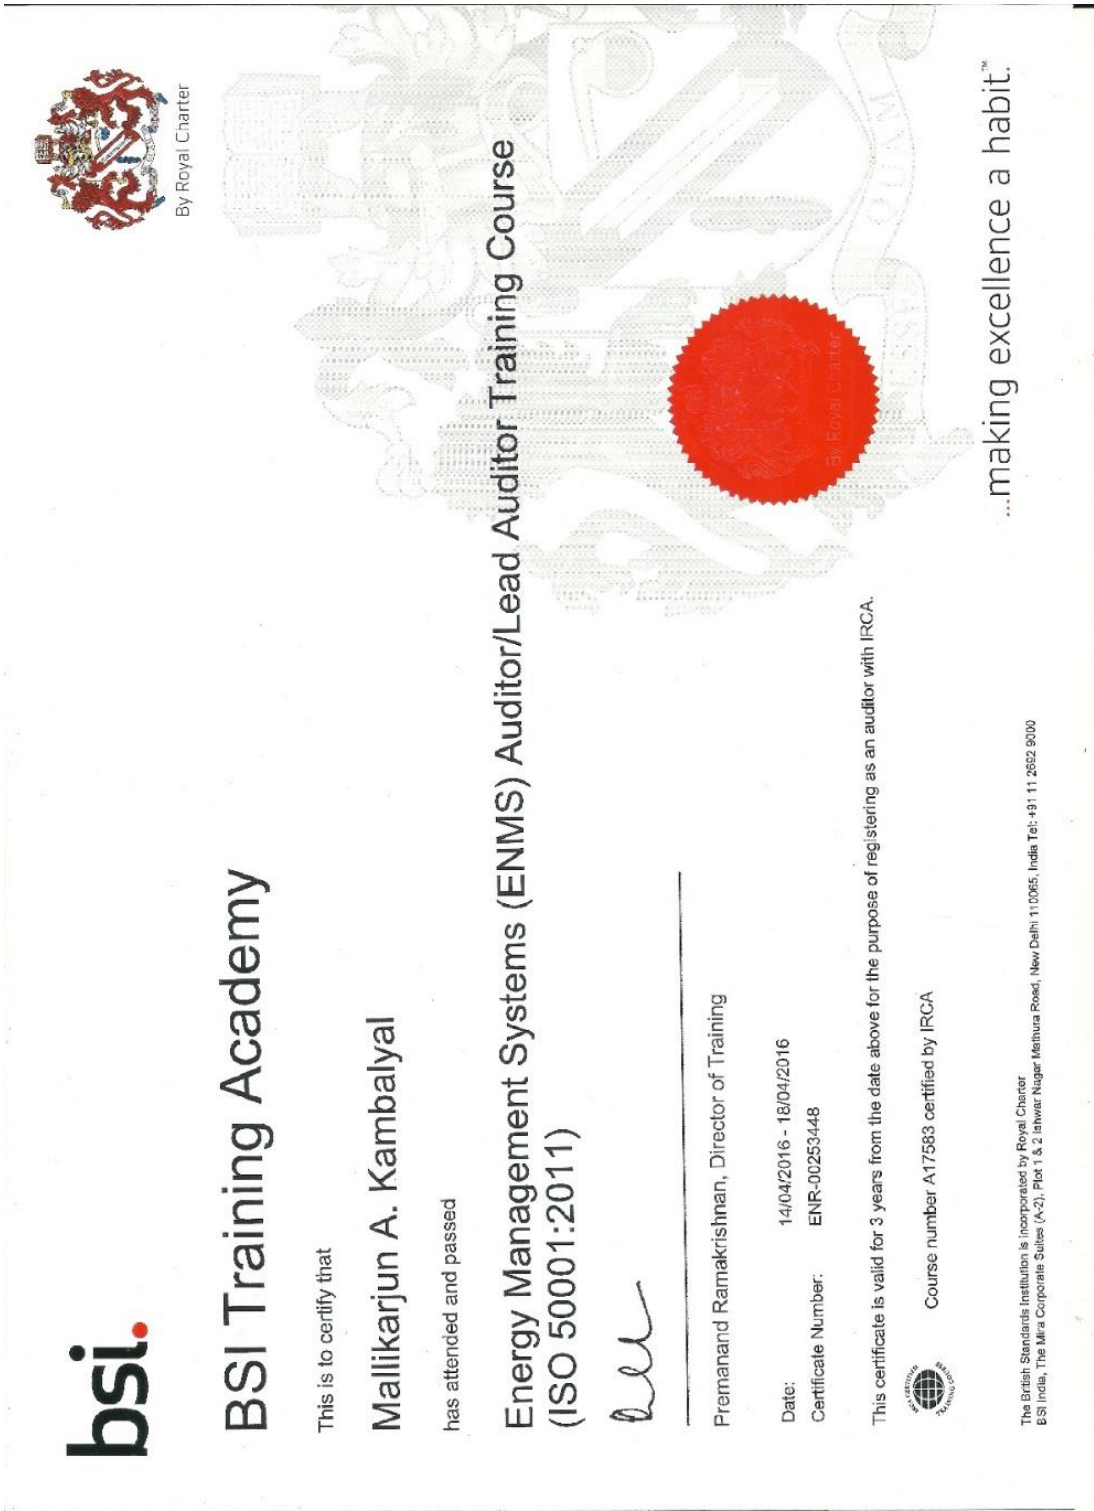 bsi.
By Royal Charter
BSI Training Academy
This is to certify that
Mallikarjun A. Kambalyal
has attended and passed
Energy Management Systems (ENMS) Auditor/Lead Auditor Training Course
(ISO 50001:2011)
Premanand Ramakrishnan, Director of Training
Date: 14/04/2016 - 18/04/2016
Certificate Number: ENR-00253448
By Royal Charter
This certificate is valid for 3 years from the date above for the purpose of registering as an auditor with IRCA.
Course number A17583 certified by IRCA
...making excellence a habit.™
The British Standards Institution is incorporated by Royal Charter
BSI India, The Mira Corporate Suites (A-2), Plot 1 & 2 Ishwar Nagar Mathura Road, New Delhi 110065, India Tel: +91 11 2692 9000